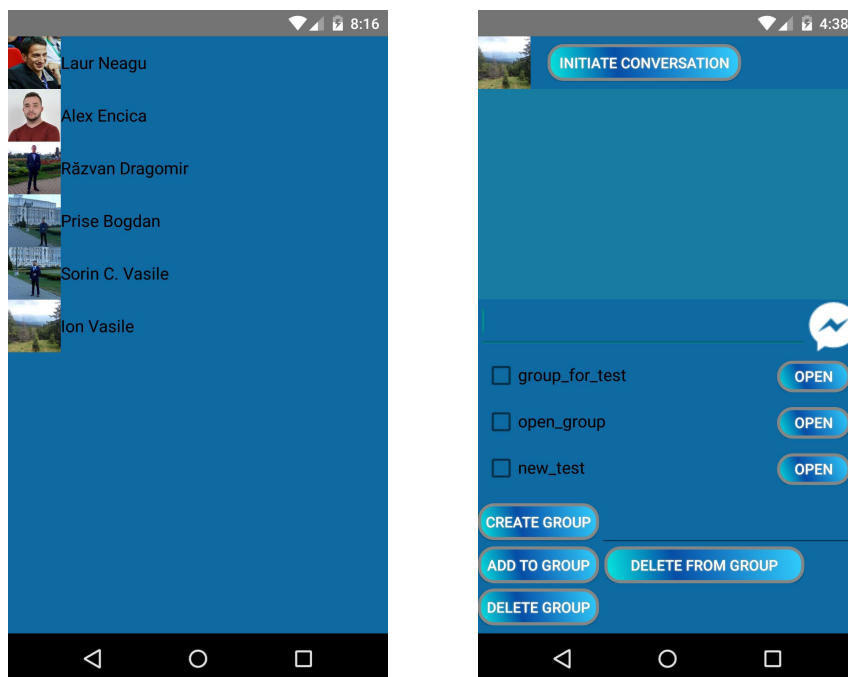 8:16
Laur Neagu
Alex Encica
Răzvan Dragomir
Prise Bogdan
Sorin C. Vasile
Ion Vasile
4:38
INITIATE CONVERSATION
group_for_test
OPEN
open_group
OPEN
new_test
OPEN
CREATE GROUP
ADD TO GROUP
DELETE FROM GROUP
DELETE GROUP